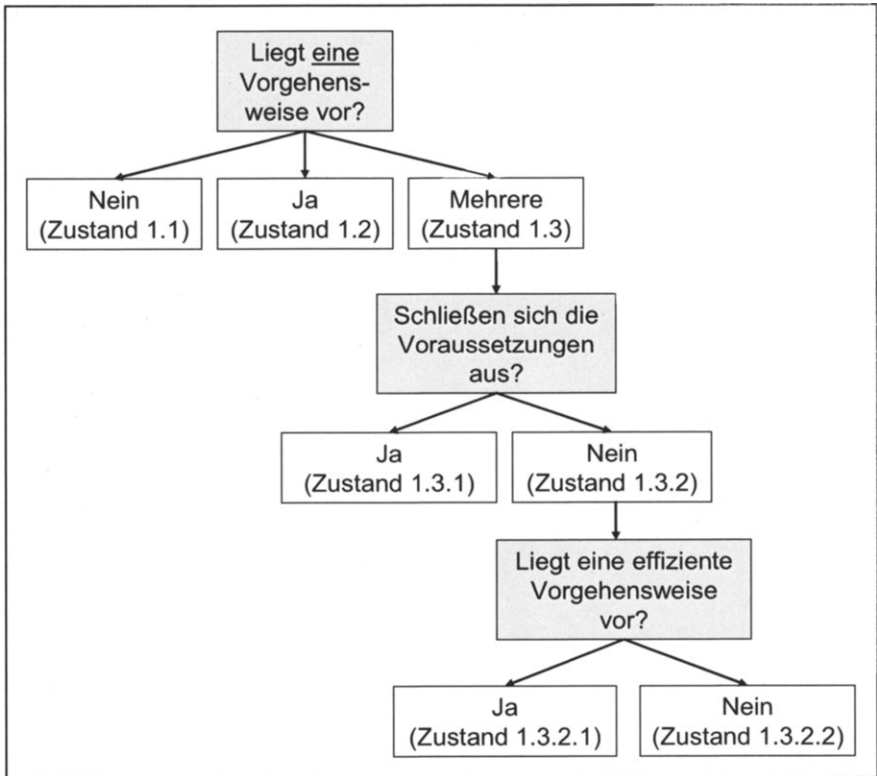 Liegt eine
Vorgehens-
weise vor?
Nein
(Zustand 1.1)
Ja
(Zustand 1.2)
Mehrere
(Zustand 1.3)
Schließen sich die
Voraussetzungen
aus?
Ja
(Zustand 1.3.1)
Nein
(Zustand 1.3.2)
Liegt eine effiziente
Vorgehensweise
vor?
Ja
(Zustand 1.3.2.1)
Nein
(Zustand 1.3.2.2)